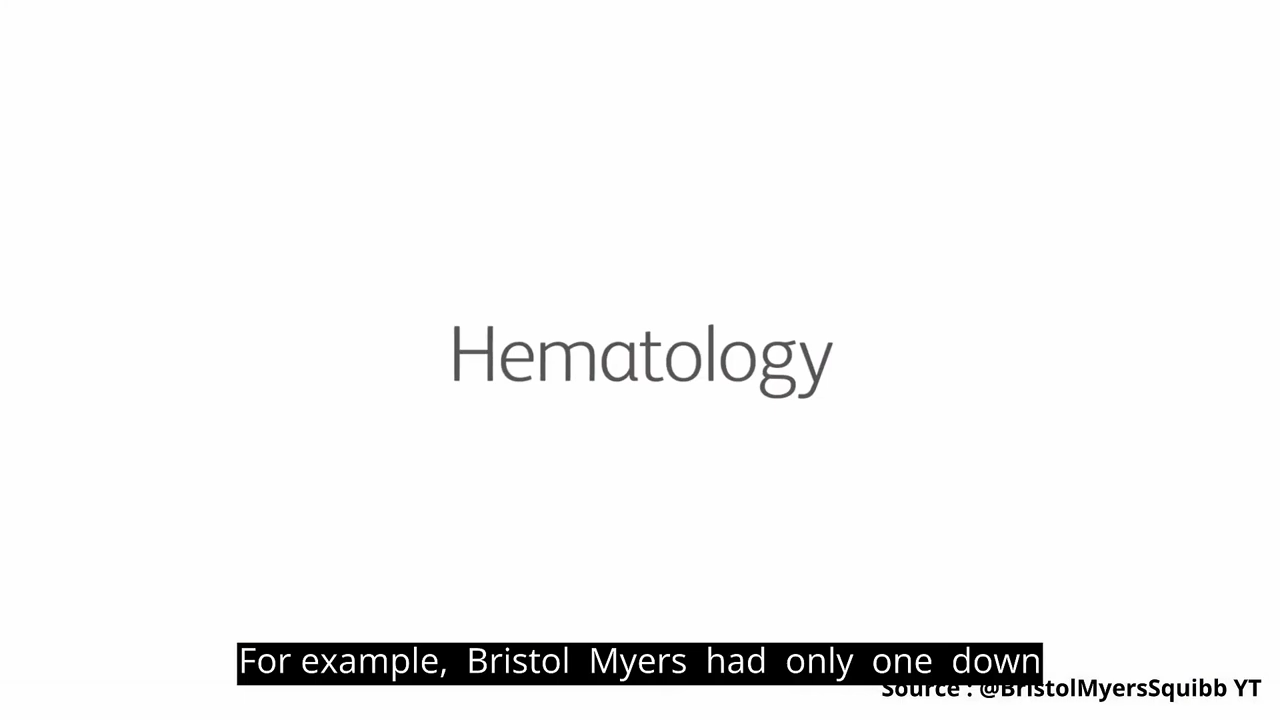 Hematology
For example, Bristol Myers had only one down
Source : @BristolMyersSquibb YT